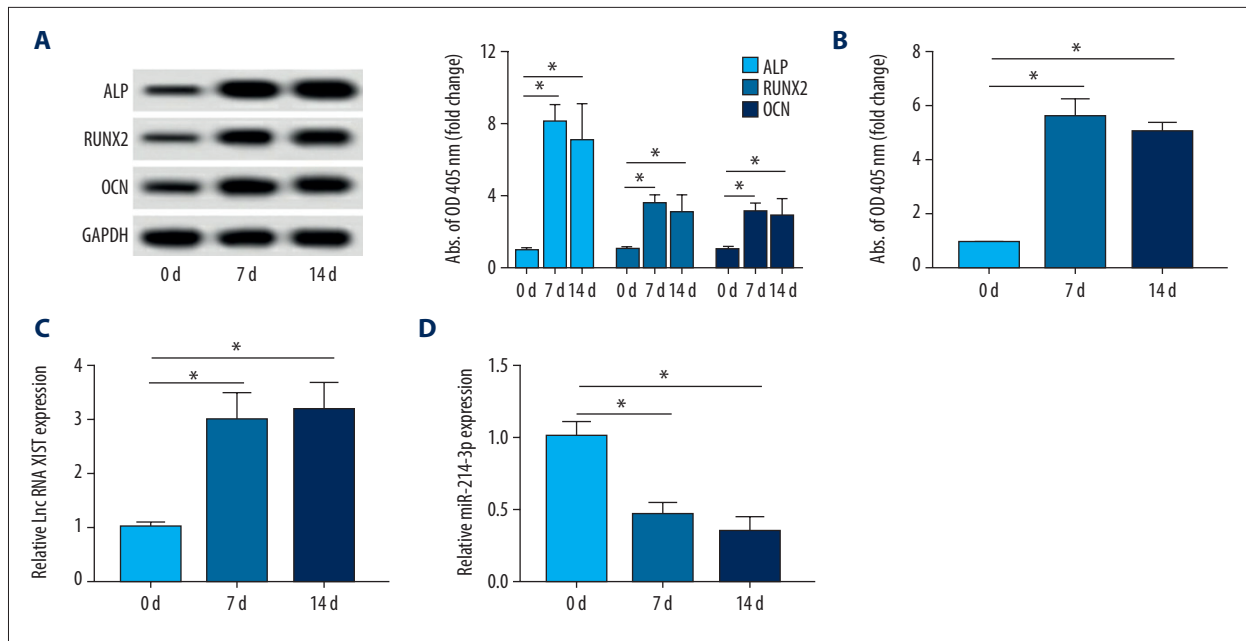 A
ALP
RUNX2
OCN
GAPDH
0 d 7 d 14 d
Abs. of OD 405 nm (fold change)
12
8
4
0
* * * * * *
ALP
RUNX2
OCN
0 d 7 d 14 d 0 d 7 d 14 d 0 d 7 d 14 d
B
Abs. of OD 405 nm (fold change)
8
6
4
2
0
*
*
0 d 7 d 14 d
C
Relative Lnc RNA XIST expression
4
3
2
1
0
*
*
0 d 7 d 14 d
D
Relative miR-214-3p expression
1.5
1.0
0.5
0.0
*
*
0 d 7 d 14 d